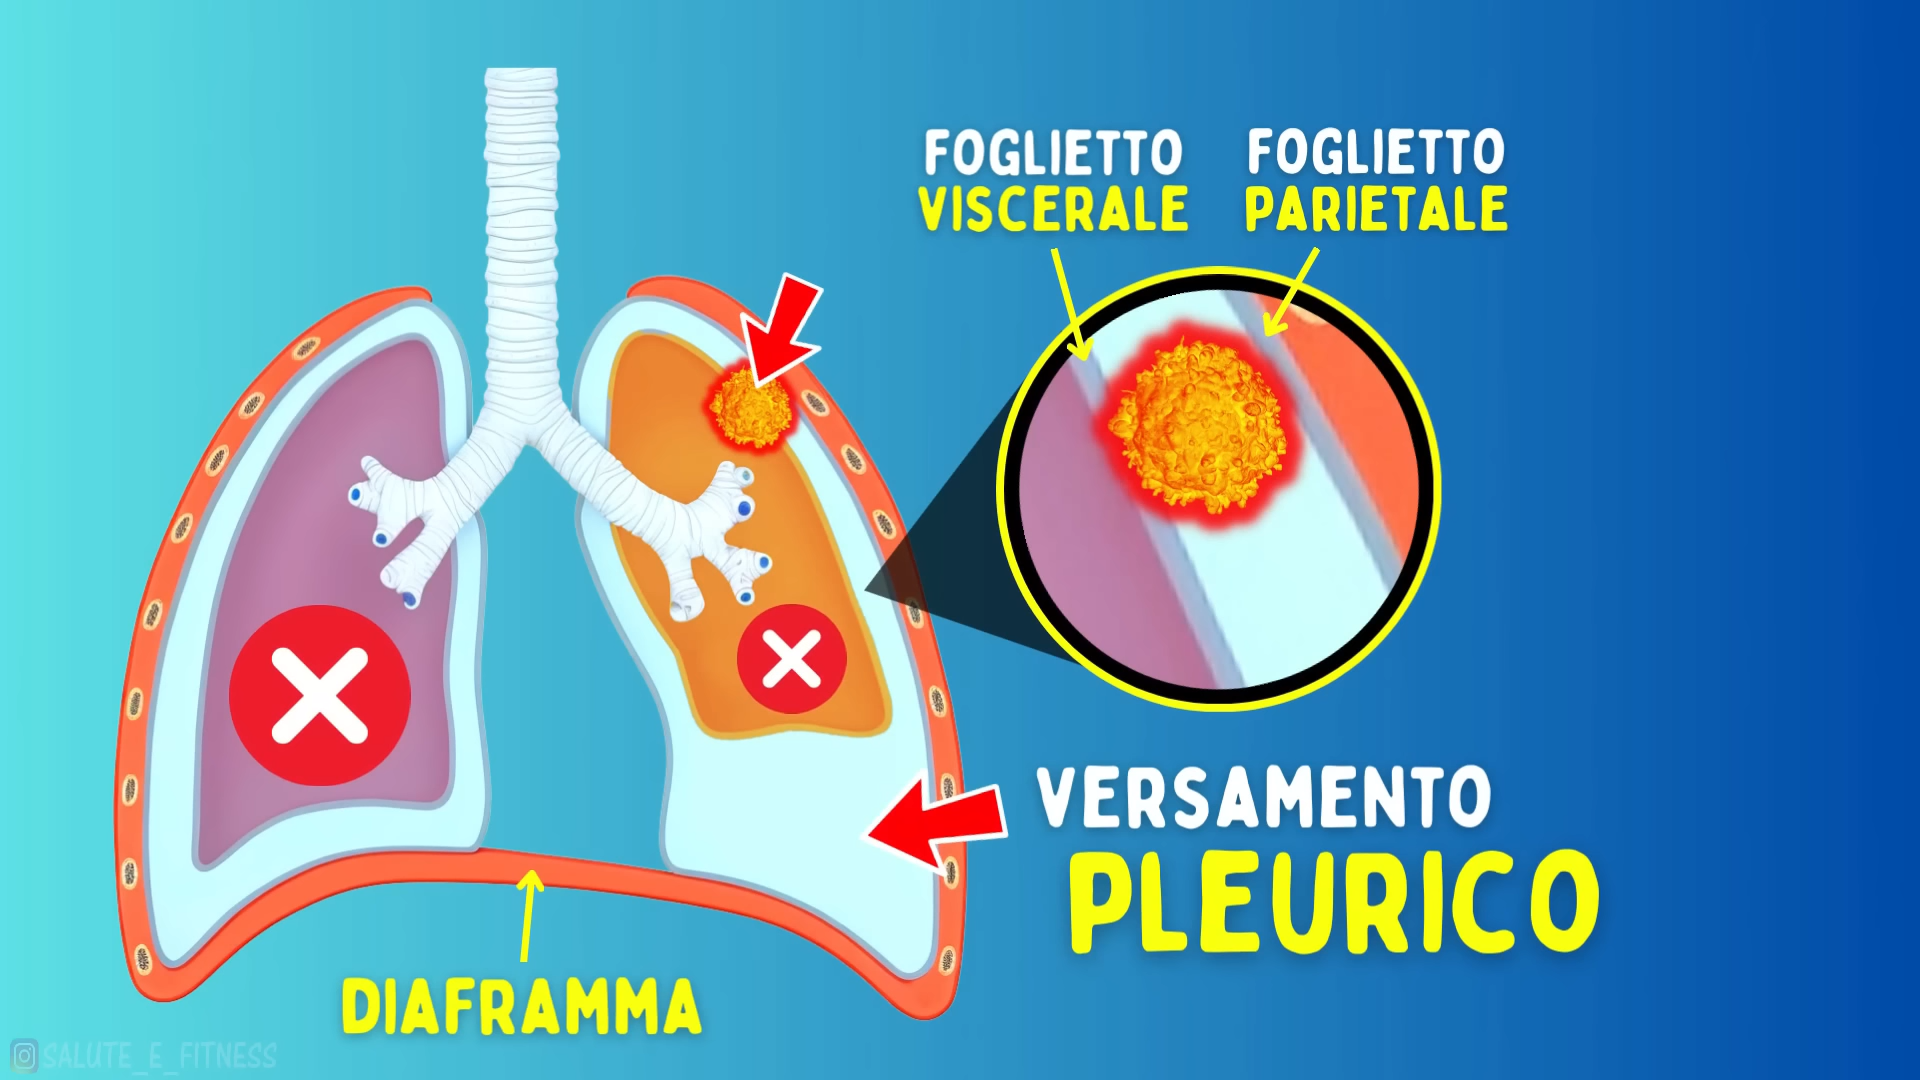 FOGLIETTO
VISCERALE
FOGLIETTO
PARIETALE
VERSAMENTO
PLEURICO
DIAFRAMMA
SALUTE_E_FITNESS